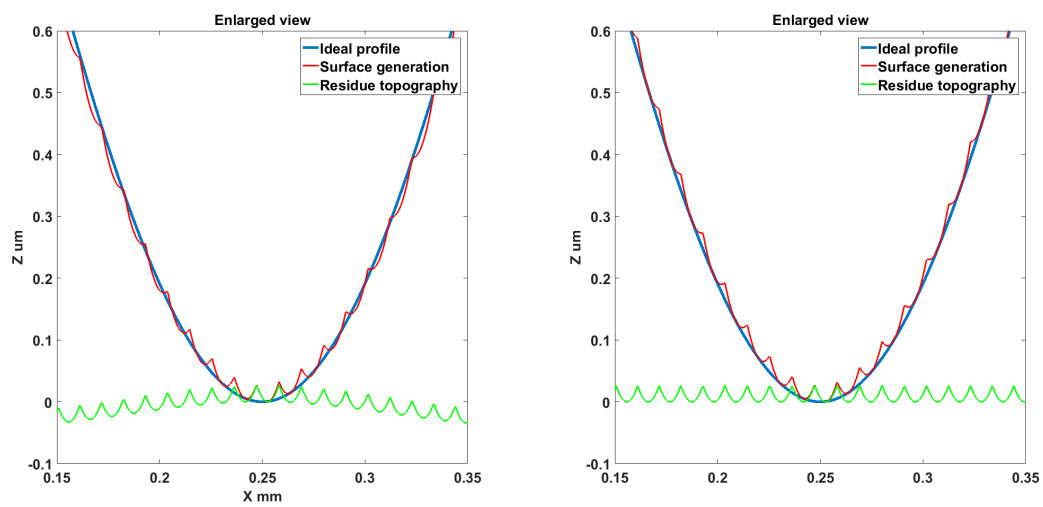 Enlarged view
Ideal profile
Surface generation
Residue topography
Z um
0.6
0.5
0.4
0.3
0.2
0.1
0
-0.1
0.15
0.2
0.25
0.3
0.35
X mm
Enlarged view
Ideal profile
Surface generation
Residue topography
Z um
0.6
0.5
0.4
0.3
0.2
0.1
0
-0.1
0.15
0.2
0.25
0.3
0.35